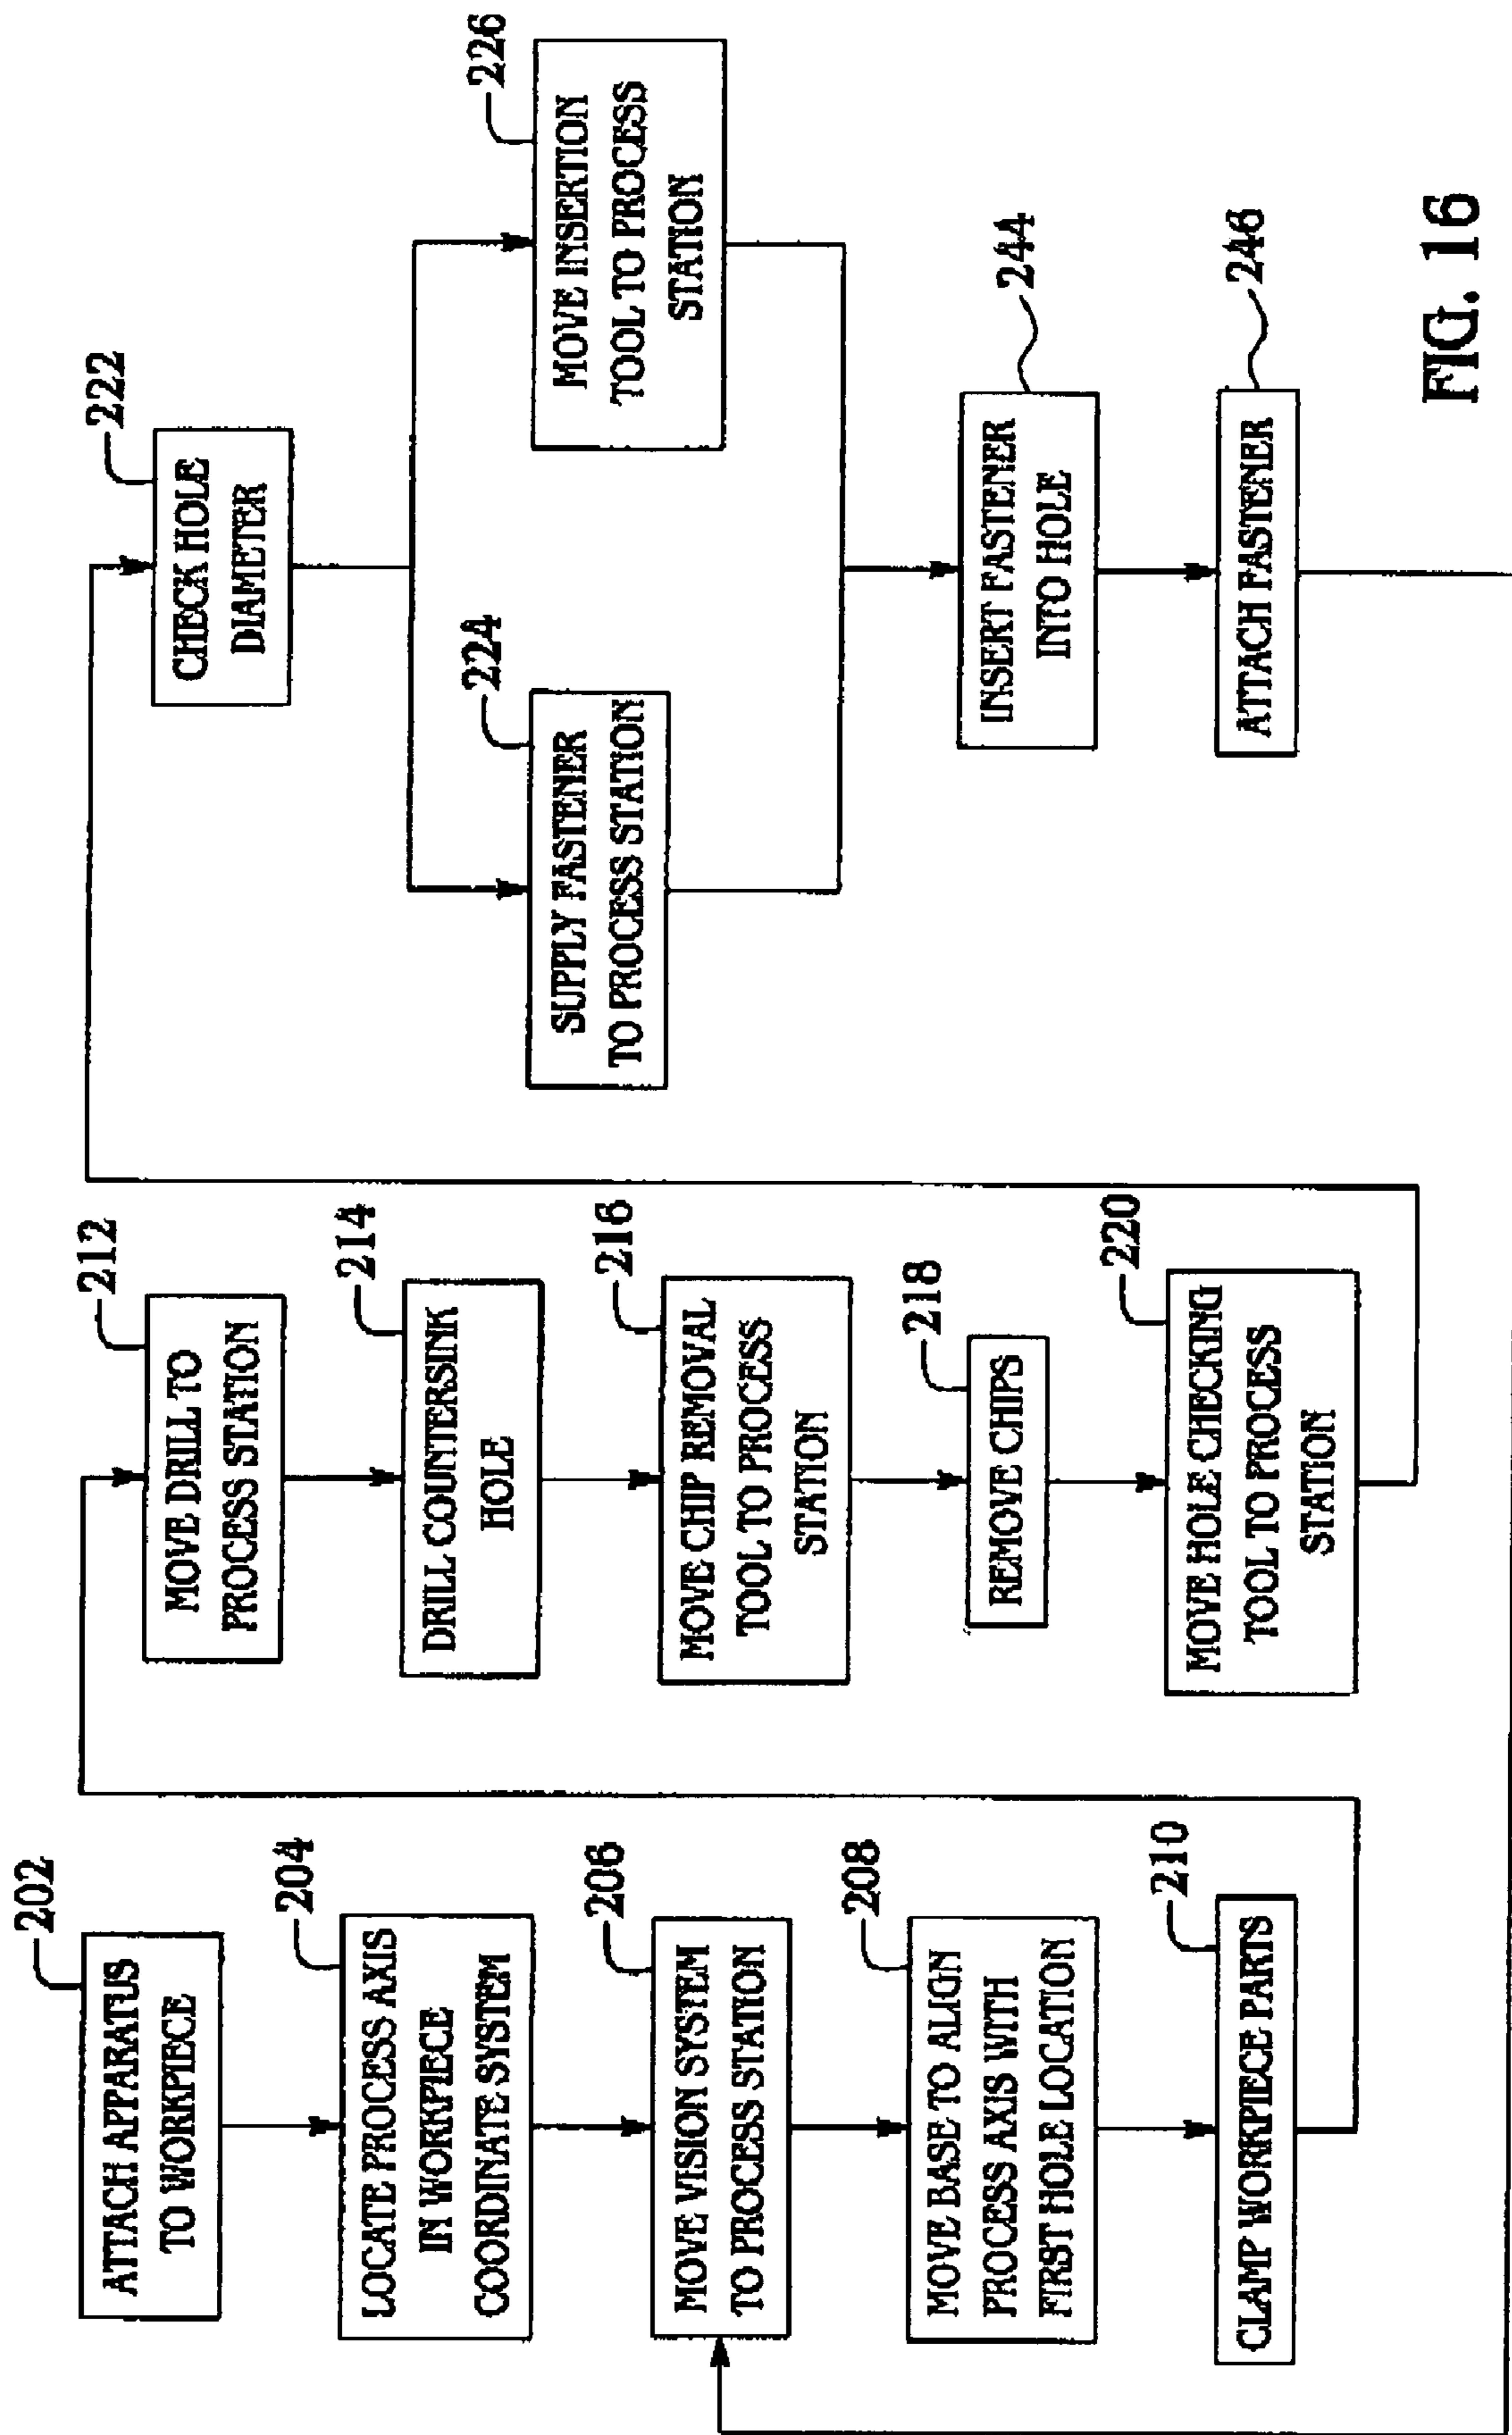 202
ATTACH APPARATUS
TO WORKPIECE
204
LOCATE PROCESS AXIS
IN WORKPIECE
COORDINATE SYSTEM
206
MOVE VISION SYSTEM
TO PROCESS STATION
208
MOVE BASE TO ALIGN
PROCESS AXIS WITH
FIRST HOLE LOCATION
210
CLAMP WORKPIECE PARTS
212
MOVE DRILL TO
PROCESS STATION
214
DRILL COUNTERSINK
HOLE
216
MOVE CHIP REMOVAL
TOOL TO PROCESS
STATION
218
REMOVE CHIPS
220
MOVE HOLE CHECKING
TOOL TO PROCESS
STATION
222
CHECK HOLE
DIAMETER
224
SUPPLY FASTENER
TO PROCESS STATION
226
MOVE INSERTION
TOOL TO PROCESS
STATION
244
INSERT FASTENER
INTO HOLE
246
ATTACH FASTENER
FIG. 16